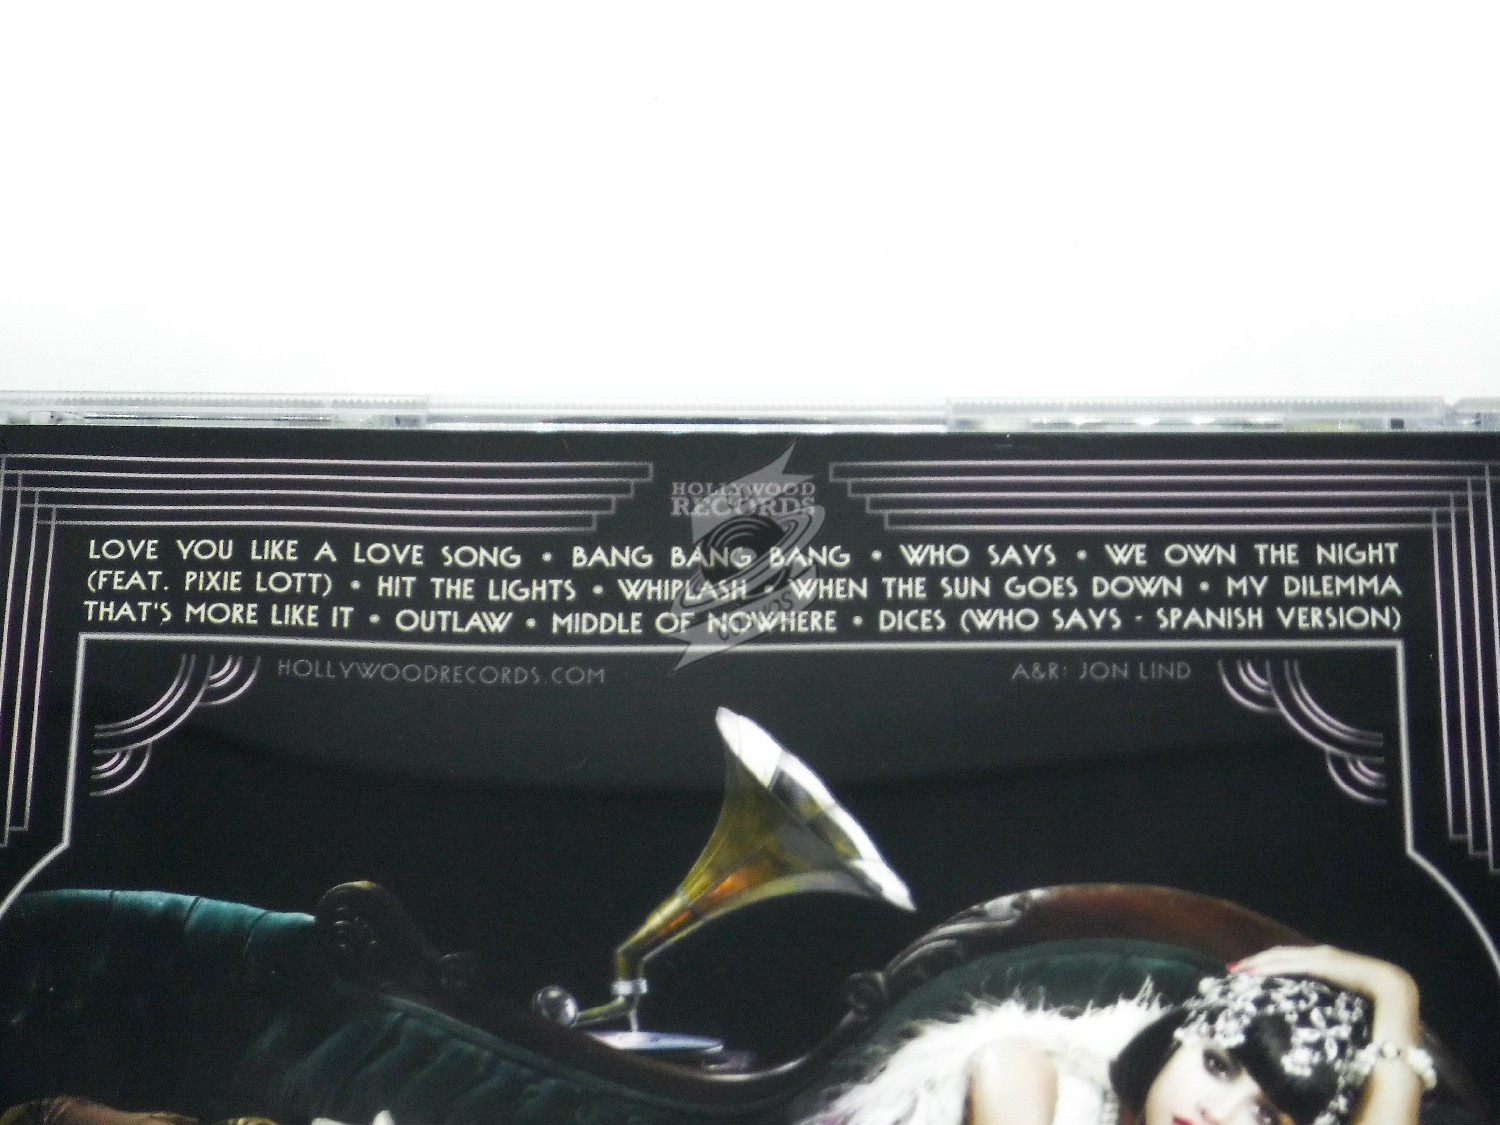 HOLLYWOOD
RECORDS
LOVE YOU LIKE A LOVE SONG • BANG BANG BANG • WHO SAYS • WE OWN THE NIGHT
(FEAT. PIXIE LOTT) • HIT THE LIGHTS • WHIPLASH • WHEN THE SUN GOES DOWN • MY DILEMMA
THAT'S MORE LIKE IT • OUTLAW • MIDDLE OF NOWHERE • DICES (WHO SAYS - SPANISH VERSION)
HOLLYWOODRECORDS.COM
A&R: JON LIND